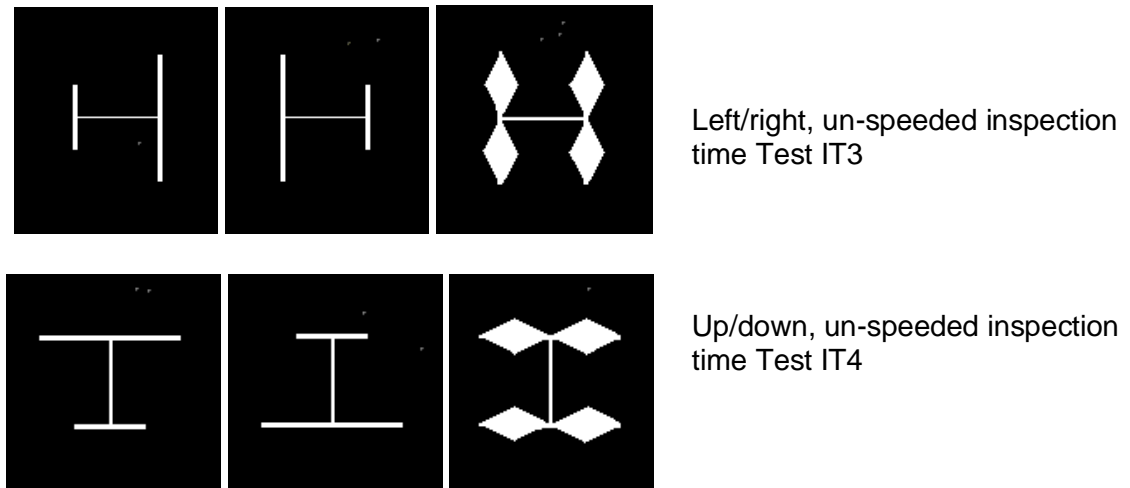 Left/right, un-speeded inspection
time Test IT3
Up/down, un-speeded inspection
time Test IT4